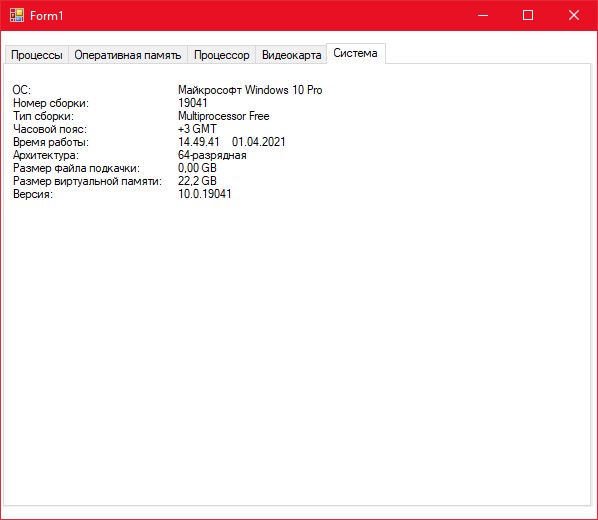 Form1
Процессы Оперативная память Процессор Видеокарта Система
ОС: Майкрософт Windows 10 Pro
Номер сборки: 19041
Тип сборки: Multiprocessor Free
Часовой пояс: +3 GMT
Время работы: 14.49.41 01.04.2021
Архитектура: 64-разрядная
Размер файла подкачки: 0,00 GB
Размер виртуальной памяти: 22,2 GB
Версия: 10.0.19041